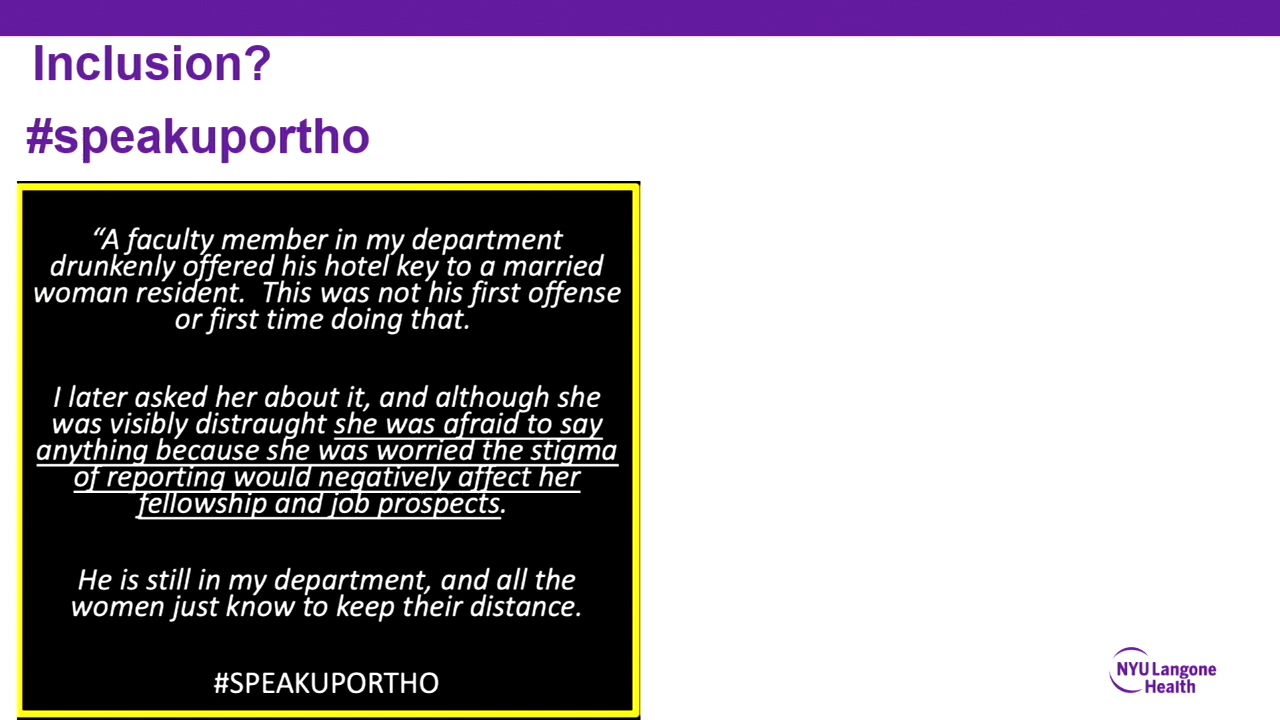 Inclusion?
#speakuportho
“A faculty member in my department
drunkenly offered his hotel key to a married
woman resident.  This was not his first offense
or first time doing that.
I later asked her about it, and although she
was visibly distraught she was afraid to say
anything because she was worried the stigma
of reporting would negatively affect her
fellowship and job prospects.
He is still in my department, and all the
women just know to keep their distance.
#SPEAKUPORTHO
NYU Langone
Health